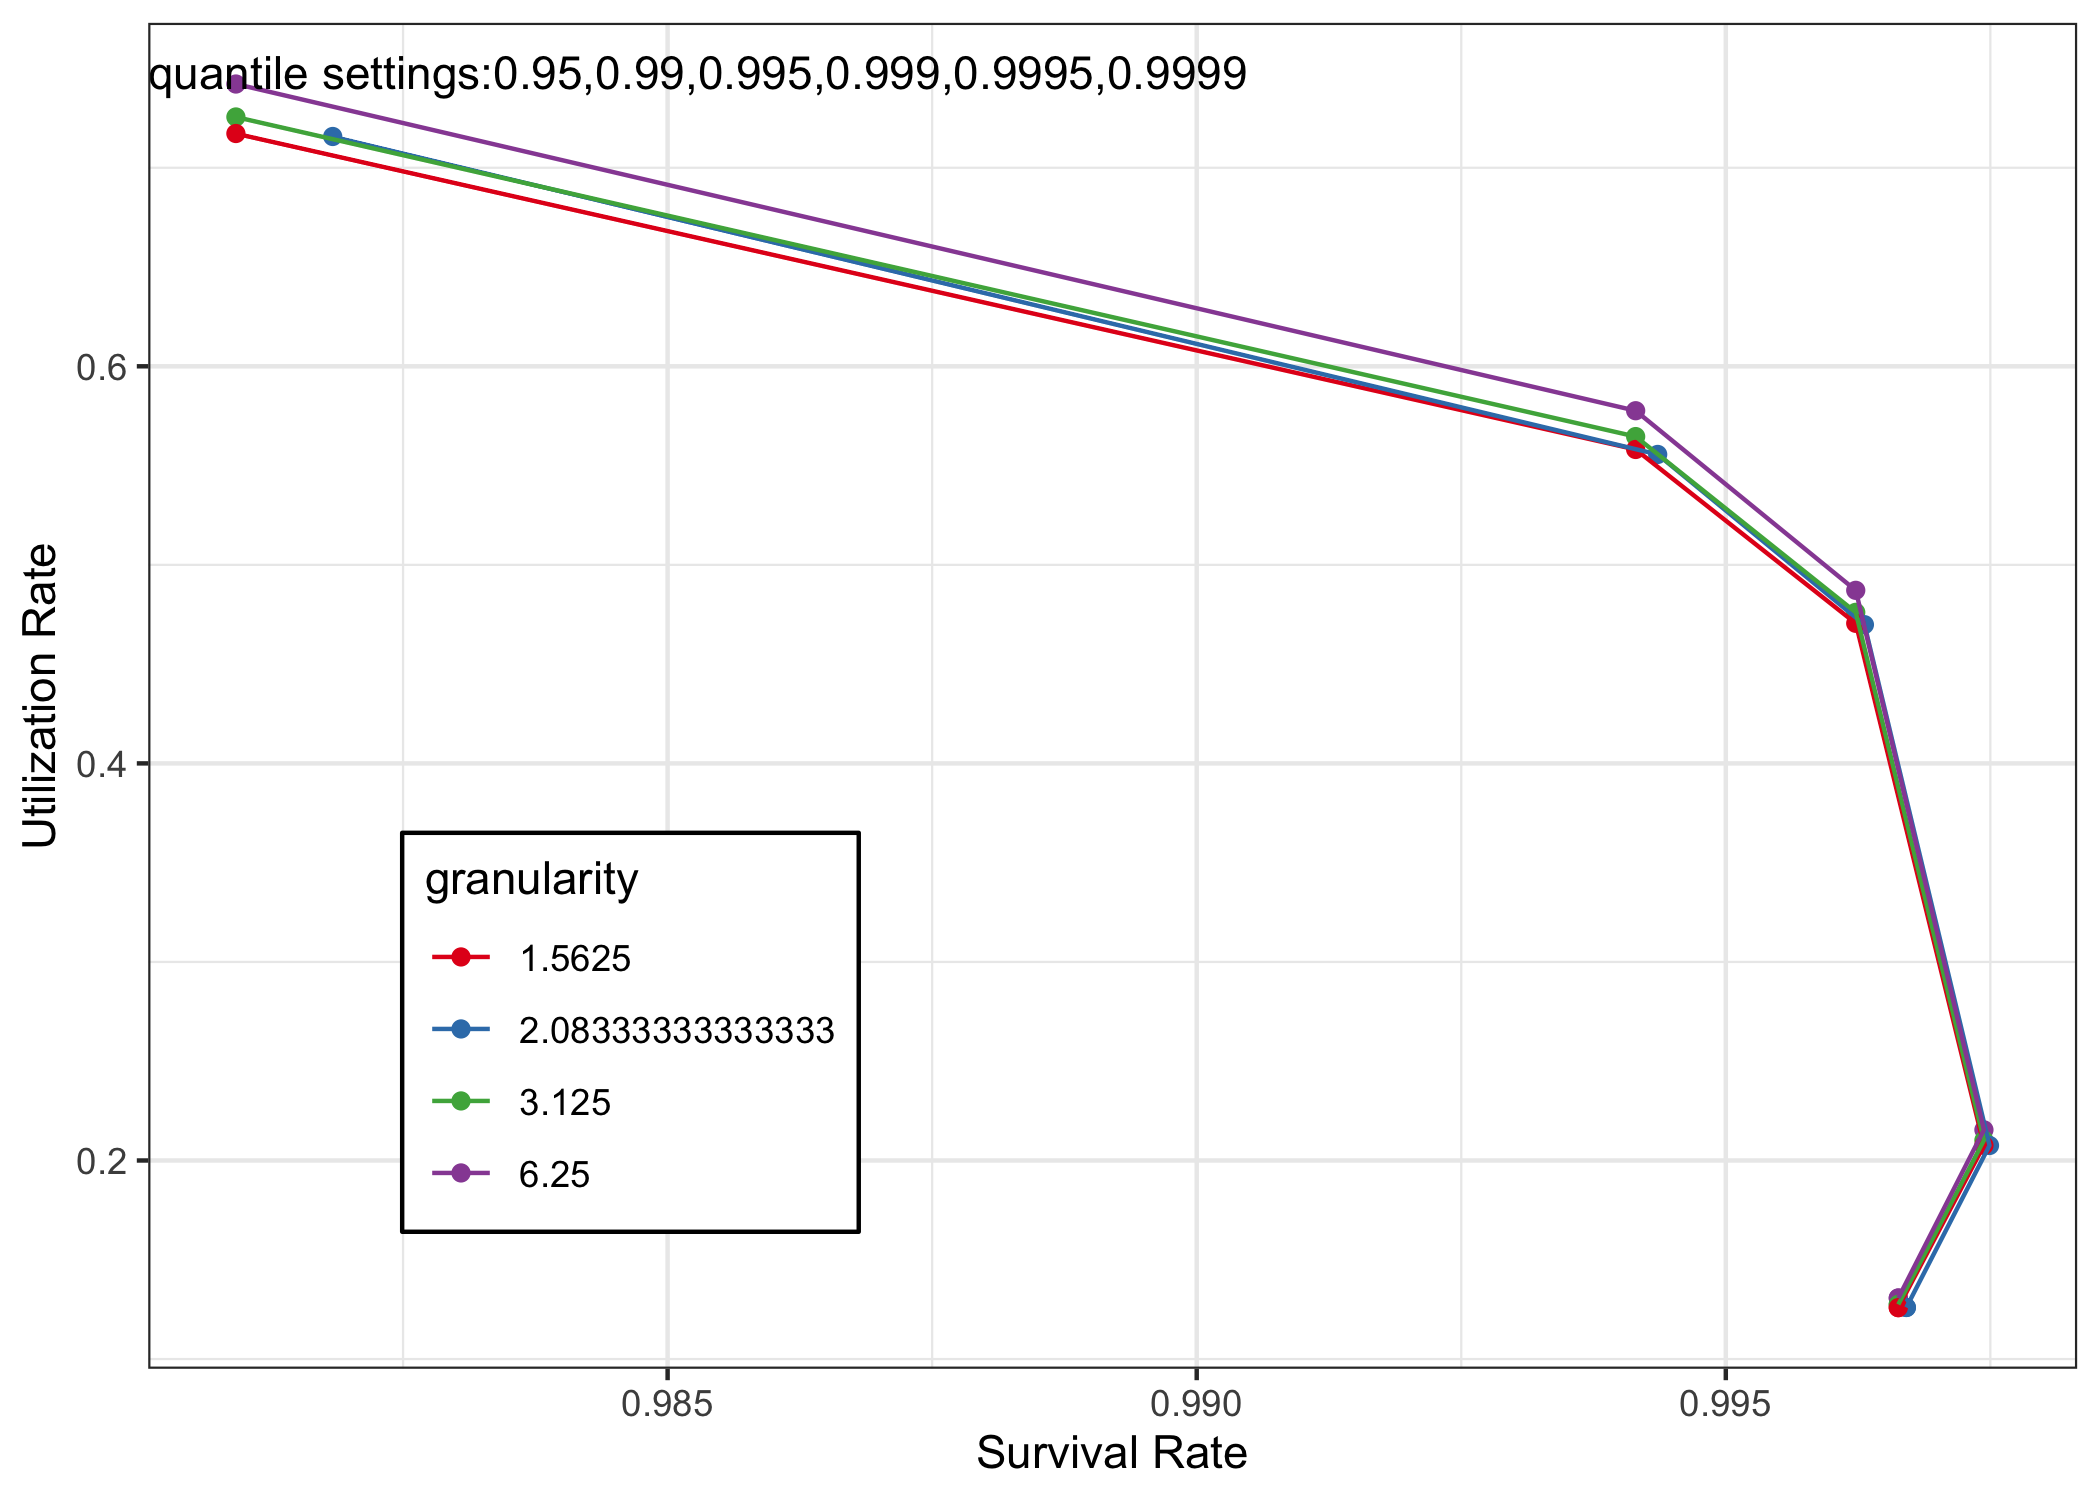 quantile settings:0.95,0.99,0.995,0.999,0.9995,0.9999
Utilization Rate
0.6
0.4
0.2
granularity
1.5625
2.08333333333333
3.125
6.25
0.985
0.990
0.995
Survival Rate